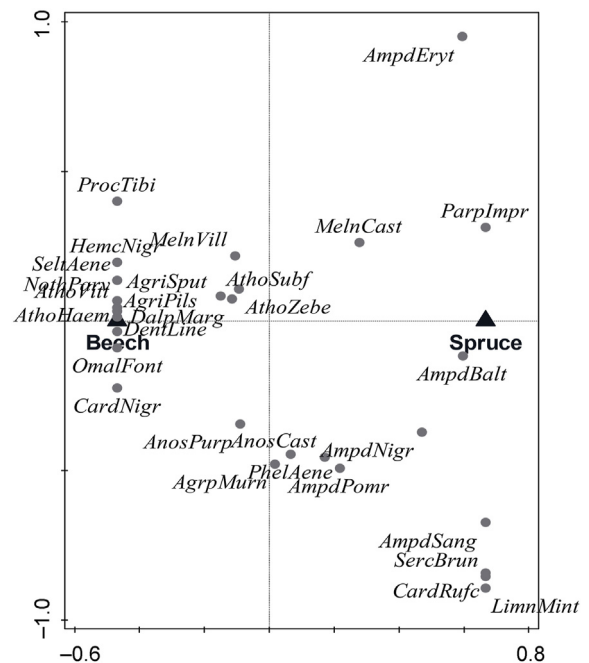 1.0
AmpdEryt
ProcTibi
ParpImpr
MelnCast
HemcNigr
MelnVill
SeltAene
NothParv
AgriSput
AthoSubf
AthoVitt
AgriPils
AthoZebe
AthoHaem
DalpMarg
DentLine
Beech
Spruce
OmalFont
AmpdBalt
CardNigr
AnosPurp
AnosCast
AmpdNigr
PhelAene
AgrpMurn
AmpdPomr
AmpdSang
SercBrun
CardRufc
LimnMint
−1.0
−0.6
0.8